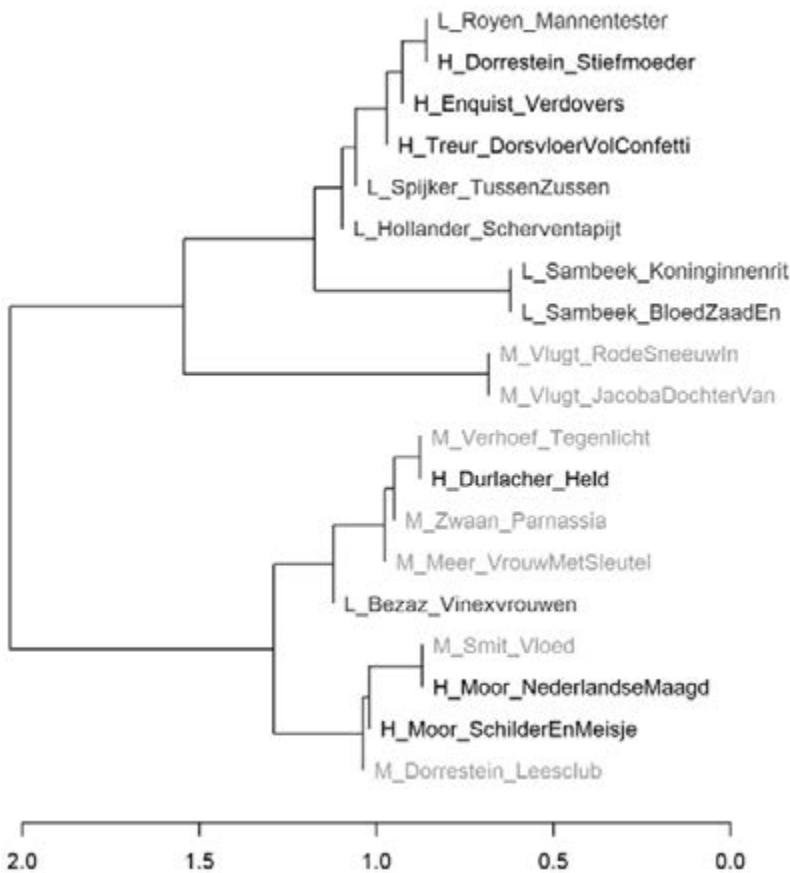 L_Royen_Mannentester
H_Dorrestein_Stiefmoeder
H_Enquist_Verdovers
H_Treur_DorsvloerVolConfetti
L_Spijker_TussenZussen
L_Hollander_Scherventapijt
L_Sambeek_Koninginnenrit
L_Sambeek_BloedZaadEn
M_Vlugt_RodeSneeuwIn
M_Vlugt_JacobaDochterVan
M_Verhoef_Tegenlicht
H_Durlacher_Held
M_Zwaan_Parnassia
M_Meer_VrouwMetSleutel
L_Bezaz_Vinexvrouwen
M_Smit_Vloed
H_Moor_NederlandseMaagd
H_Moor_SchilderEnMeisje
M_Dorrestein_Leesclub
2.0 1.5 1.0 0.5 0.0